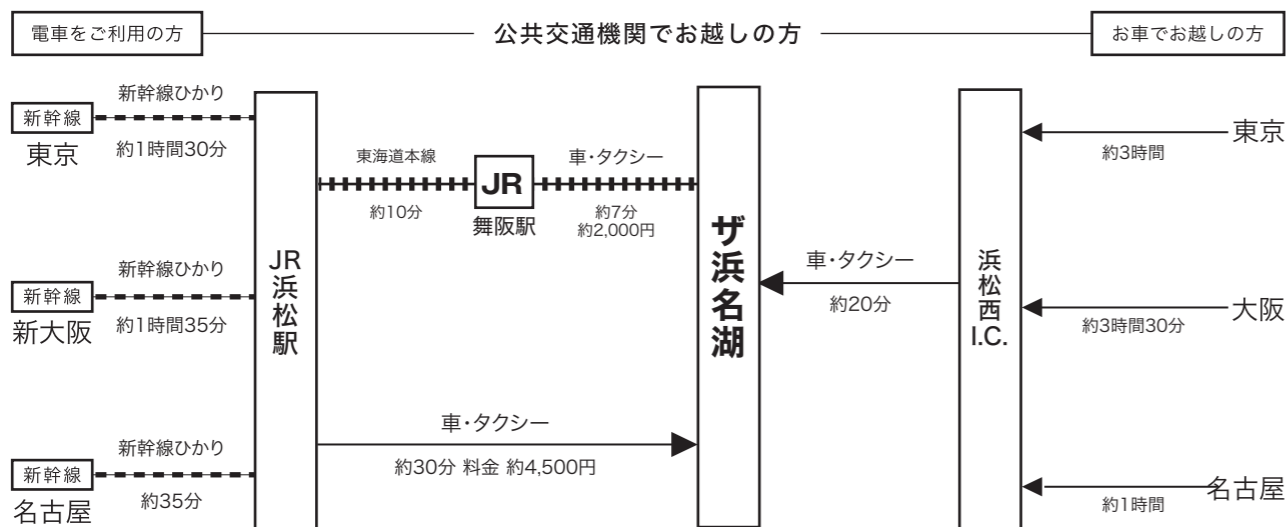 電車をご利用の方
公共交通機関でお越しの方
お車でお越しの方
新幹線ひかり
新幹線
東京
約1時間30分
新幹線ひかり
新幹線
新大阪
約1時間35分
新幹線ひかり
新幹線
名古屋
約35分
JR浜松駅
東海道本線
約10分
JR
舞阪駅
車・タクシー
約7分
約2,000円
車・タクシー
約30分 料金 約4,500円
ザ浜名湖
車・タクシー
約20分
浜松西I.C.
東京
約3時間
大阪
約3時間30分
名古屋
約1時間